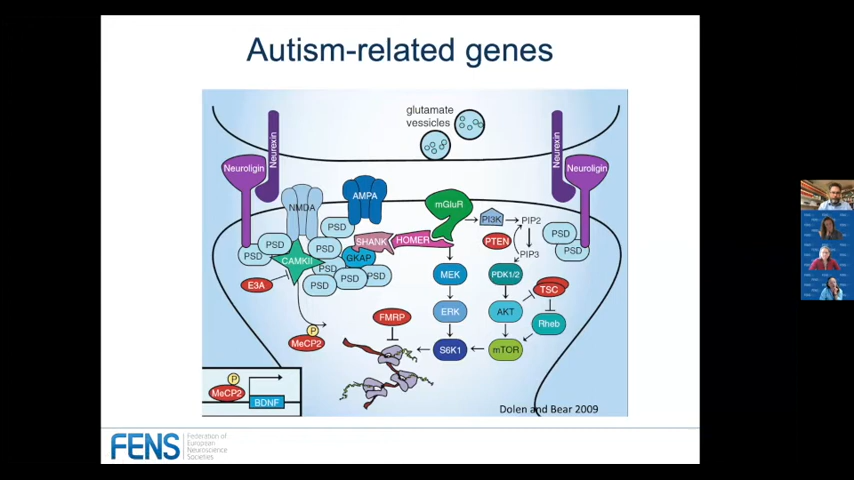 Autism-related genes
glutamate
vessicles
Neurexin
Neurexin
Neuroligin
Neuroligin
NMDA
AMPA
mGluR
PI3K
PIP2
PSD
PSD
PSD
PSD
SHANK
HOMER
PTEN
PSD
PSD
CAMKII
GKAP
PIP3
PSD
PSD
PSD
PSD
E3A
MEK
PDK1/2
TSC
FMRP
ERK
AKT
Rheb
P
MeCP2
S6K1
mTOR
P
MeCP2
BDNF
Dolen and Bear 2009
FENS
Federation of
European
Neuroscience
Societies